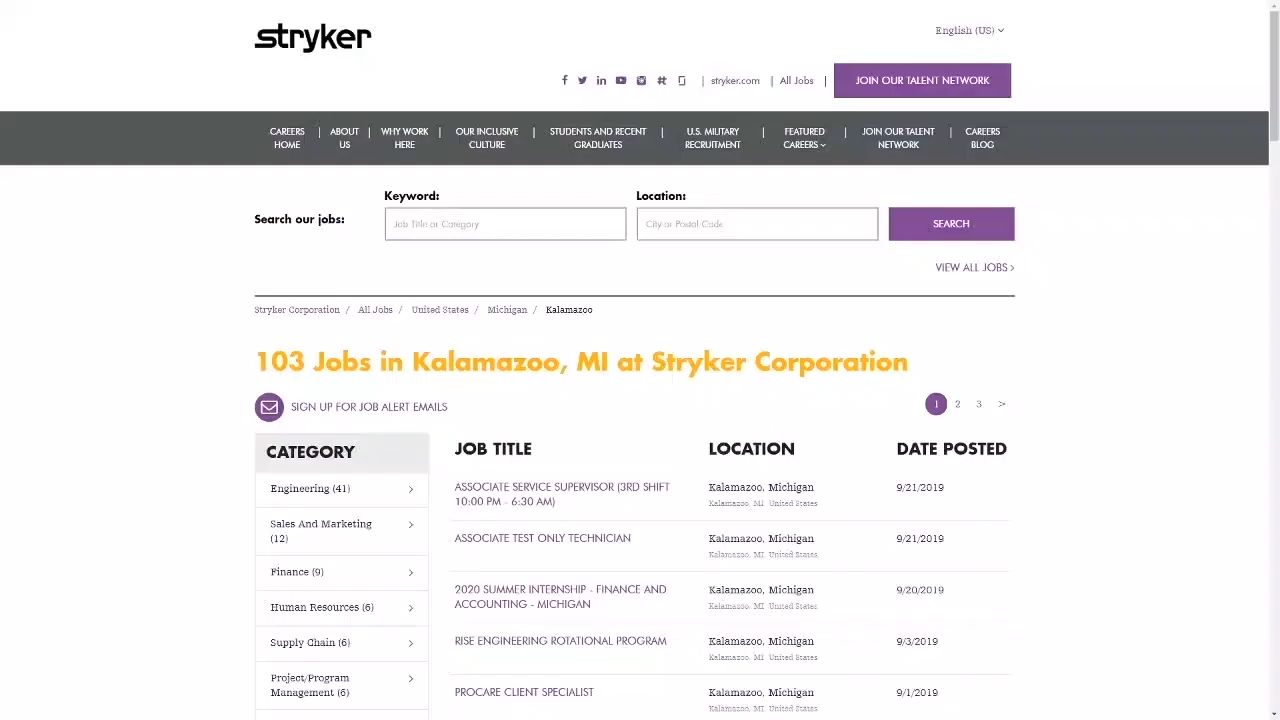 stryker
English (US)
stryker.com | All Jobs |
JOIN OUR TALENT NETWORK
CAREERS HOME | ABOUT US | WHY WORK HERE | OUR INCLUSIVE CULTURE | STUDENTS AND RECENT GRADUATES | U.S. MILITARY RECRUITMENT | FEATURED CAREERS | JOIN OUR TALENT NETWORK | CAREERS BLOG
Search our jobs:
Keyword:
Job Title or Category
Location:
City or Postal Code
SEARCH
VIEW ALL JOBS >
Stryker Corporation / All Jobs / United States / Michigan / Kalamazoo
103 Jobs in Kalamazoo, MI at Stryker Corporation
SIGN UP FOR JOB ALERT EMAILS
1 2 3 >
CATEGORY
Engineering (41)
Sales And Marketing
(12)
Finance (9)
Human Resources (6)
Supply Chain (6)
Project/Program
Management (6)
JOB TITLE LOCATION DATE POSTED
ASSOCIATE SERVICE SUPERVISOR (3RD SHIFT Kalamazoo, Michigan 9/21/2019
10:00 PM - 6:30 AM) Kalamazoo, MI United States
ASSOCIATE TEST ONLY TECHNICIAN Kalamazoo, Michigan 9/21/2019
Kalamazoo, MI United States
2020 SUMMER INTERNSHIP - FINANCE AND Kalamazoo, Michigan 9/20/2019
ACCOUNTING - MICHIGAN Kalamazoo, MI United States
RISE ENGINEERING ROTATIONAL PROGRAM Kalamazoo, Michigan 9/3/2019
Kalamazoo, MI United States
PROCARE CLIENT SPECIALIST Kalamazoo, Michigan 9/1/2019
Kalamazoo, MI United States